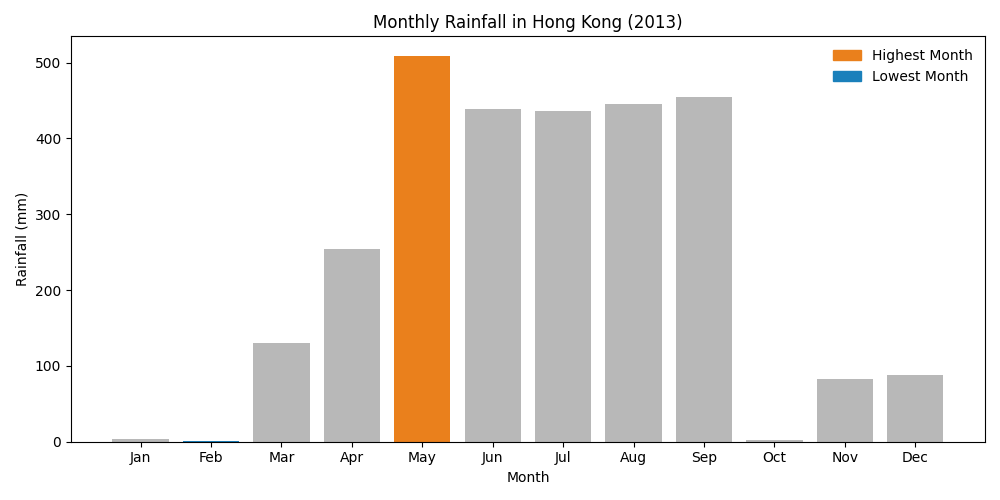 Monthly Rainfall in Hong Kong (2013)
Highest Month
Lowest Month
Rainfall (mm)
500
400
300
200
100
0
Jan Feb Mar Apr May Jun Jul Aug Sep Oct Nov Dec
Month